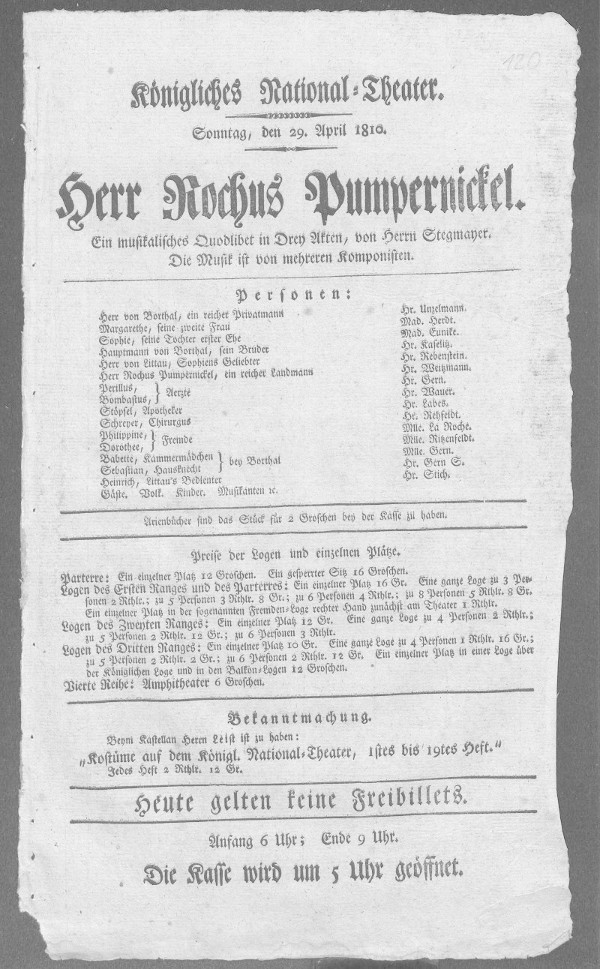 120
Königliches National-Theater.
Sonntag, den 29. April 1810.
Herr Rochus Pumpernickel.
Ein musikalisches Quodlibet in Drey Akten, von Herrn Stegmayer.
Die Musik ist von mehreren Komponisten.
Personen:
Herr von Borthal, ein reicher Privatmann Hr. Unzelmann.
Margarethe, seine zweite Frau Mad. Herdt.
Sophie, seine Tochter erster Ehe Mad. Eunike.
Hauptmann von Borthal, sein Bruder Hr. Kaselitz.
Herr von Littau, Sophiens Geliebter Hr. Rebenstein.
Herr Rochus Pumpernickel, ein reicher Landmann Hr. Weitzmann.
Perillus, } Aerzte Hr. Gern.
Bombastus, Hr. Wauer.
Stöpsel, Apotheker Hr. Labes.
Schreyer, Chirurgus Hr. Rehfeldt.
Philippine, } Fremde Mlle. La Roche.
Dorothee, Mlle. Ritzenfeldt.
Babette, Kammermädchen } bey Borthal Mlle. Gern.
Sebastian, Hausknecht Hr. Gern S.
Heinrich, Littau's Bedienter Hr. Stich.
Gäste. Volk. Kinder. Musikanten ꝛc.
Arienbücher sind das Stück für 2 Groschen bey der Kasse zu haben.
Preise der Logen und einzelnen Plätze.
Parterre: Ein einzelner Platz 12 Groschen. Ein gesperrter Sitz 16 Groschen.
Logen des Ersten Ranges und des Parterres: Ein einzelner Platz 16 Gr. Eine ganze Loge zu 3 Per-
sonen 2 Rthlr.; zu 5 Personen 3 Rthlr. 8 Gr.; zu 6 Personen 4 Rthlr.; zu 8 Personen 5 Rthlr. 8 Gr.
Ein einzelner Platz in der sogenannten Fremden-Loge rechter Hand zunächst am Theater 1 Rthlr.
Logen des Zweyten Ranges: Ein einzelner Platz 12 Gr. Eine ganze Loge zu 4 Personen 2 Rthlr.;
zu 5 Personen 2 Rthlr. 12 Gr.; zu 6 Personen 3 Rthlr.
Logen des Dritten Ranges: Ein einzelner Platz 10 Gr. Eine ganze Loge zu 4 Personen 1 Rthlr. 16 Gr.;
zu 5 Personen 2 Rthlr. 2 Gr.; zu 6 Personen 2 Rthlr. 12 Gr. Ein einzelner Platz in einer Loge über
der Königlichen Loge und in den Balkon-Logen 12 Groschen.
Vierte Reihe: Amphitheater 6 Groschen.
Bekanntmachung.
Beym Kastellan Herrn Leist ist zu haben:
„Kostüme auf dem Königl. National-Theater, 1stes bis 19tes Heft.“
Jedes Heft 2 Rthlr. 12 Gr.
Heute gelten keine Freibillets.
Anfang 6 Uhr; Ende 9 Uhr.
Die Kasse wird um 5 Uhr geöffnet.